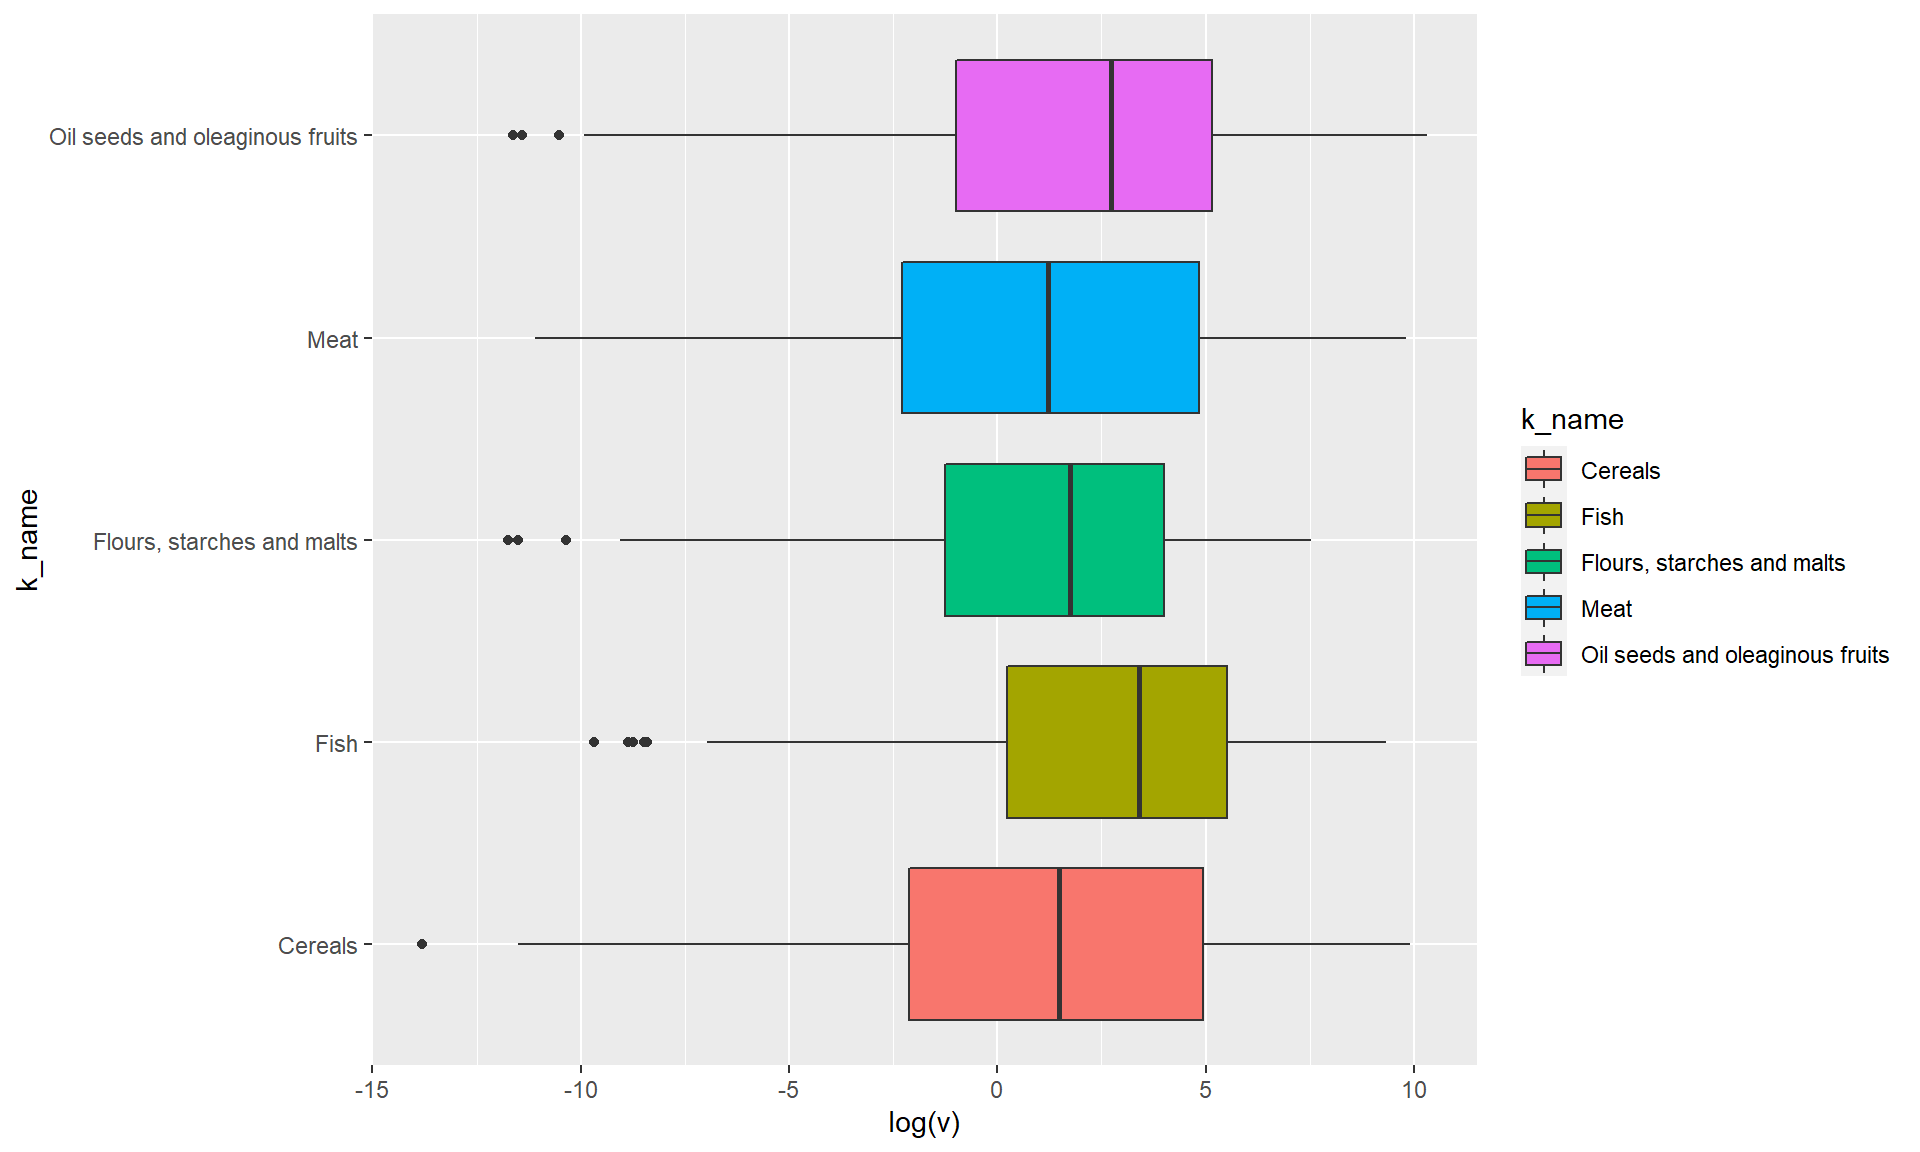 Oil seeds and oleaginous fruits
Meat
Flours, starches and malts
Fish
Cereals
k_name
-15
-10
-5
0
5
10
log(v)
k_name
Cereals
Fish
Flours, starches and malts
Meat
Oil seeds and oleaginous fruits